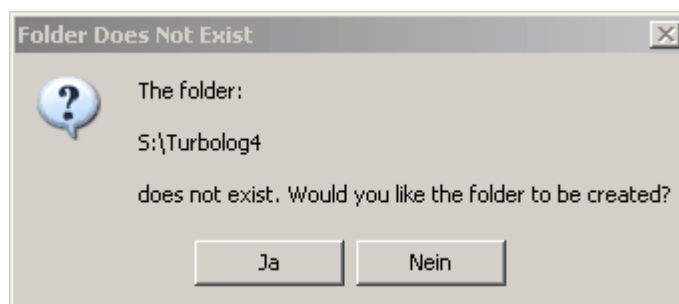 Folder Does Not Exist
The folder:
S:\Turbolog4
does not exist. Would you like the folder to be created?
Ja
Nein